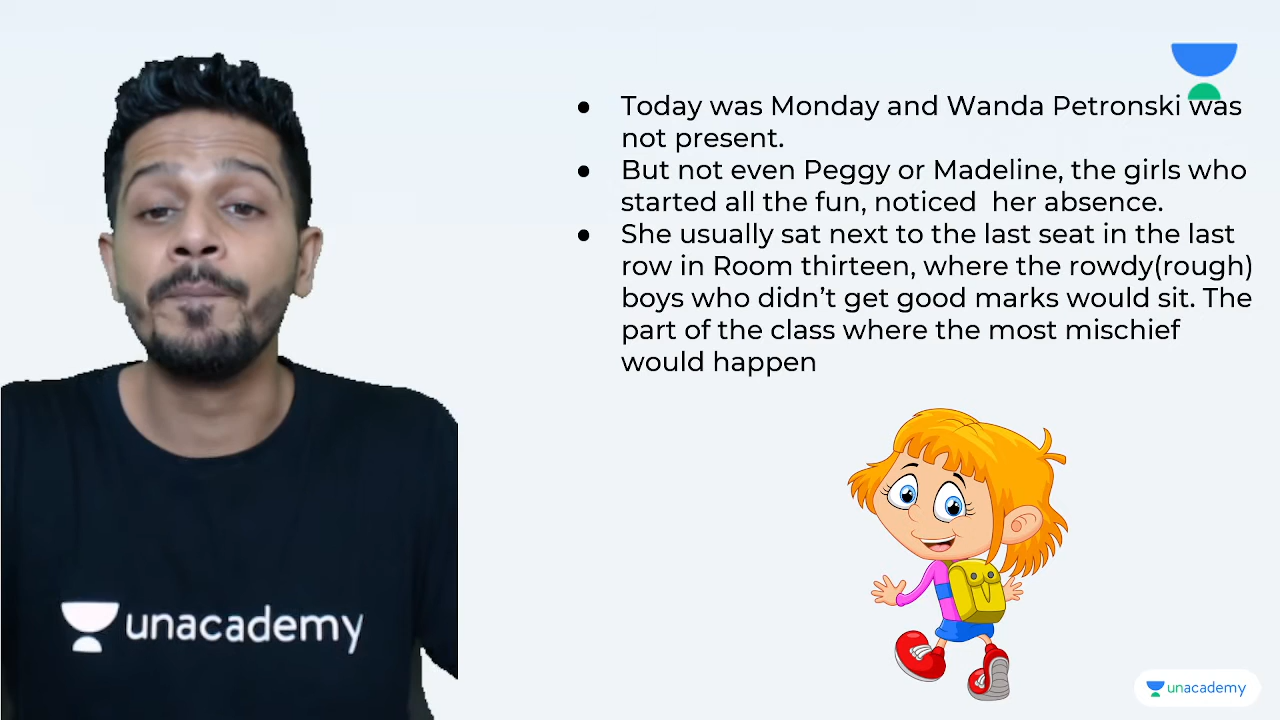 ● Today was Monday and Wanda Petronski was
not present.
● But not even Peggy or Madeline, the girls who
started all the fun, noticed  her absence.
● She usually sat next to the last seat in the last
row in Room thirteen, where the rowdy(rough)
boys who didn’t get good marks would sit. The
part of the class where the most mischief
would happen
unacademy
unacademy